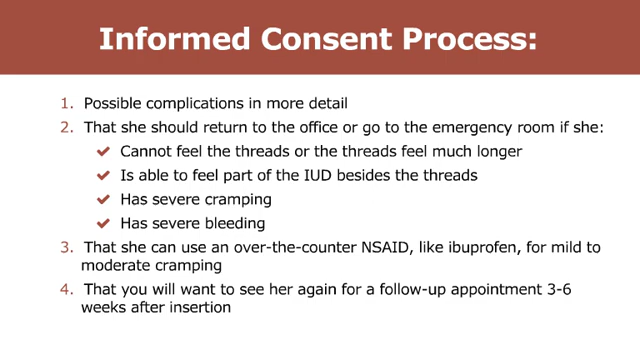 Informed Consent Process:
1. Possible complications in more detail
2. That she should return to the office or go to the emergency room if she:
✔ Cannot feel the threads or the threads feel much longer
✔ Is able to feel part of the IUD besides the threads
✔ Has severe cramping
✔ Has severe bleeding
3. That she can use an over-the-counter NSAID, like ibuprofen, for mild to
moderate cramping
4. That you will want to see her again for a follow-up appointment 3-6
weeks after insertion